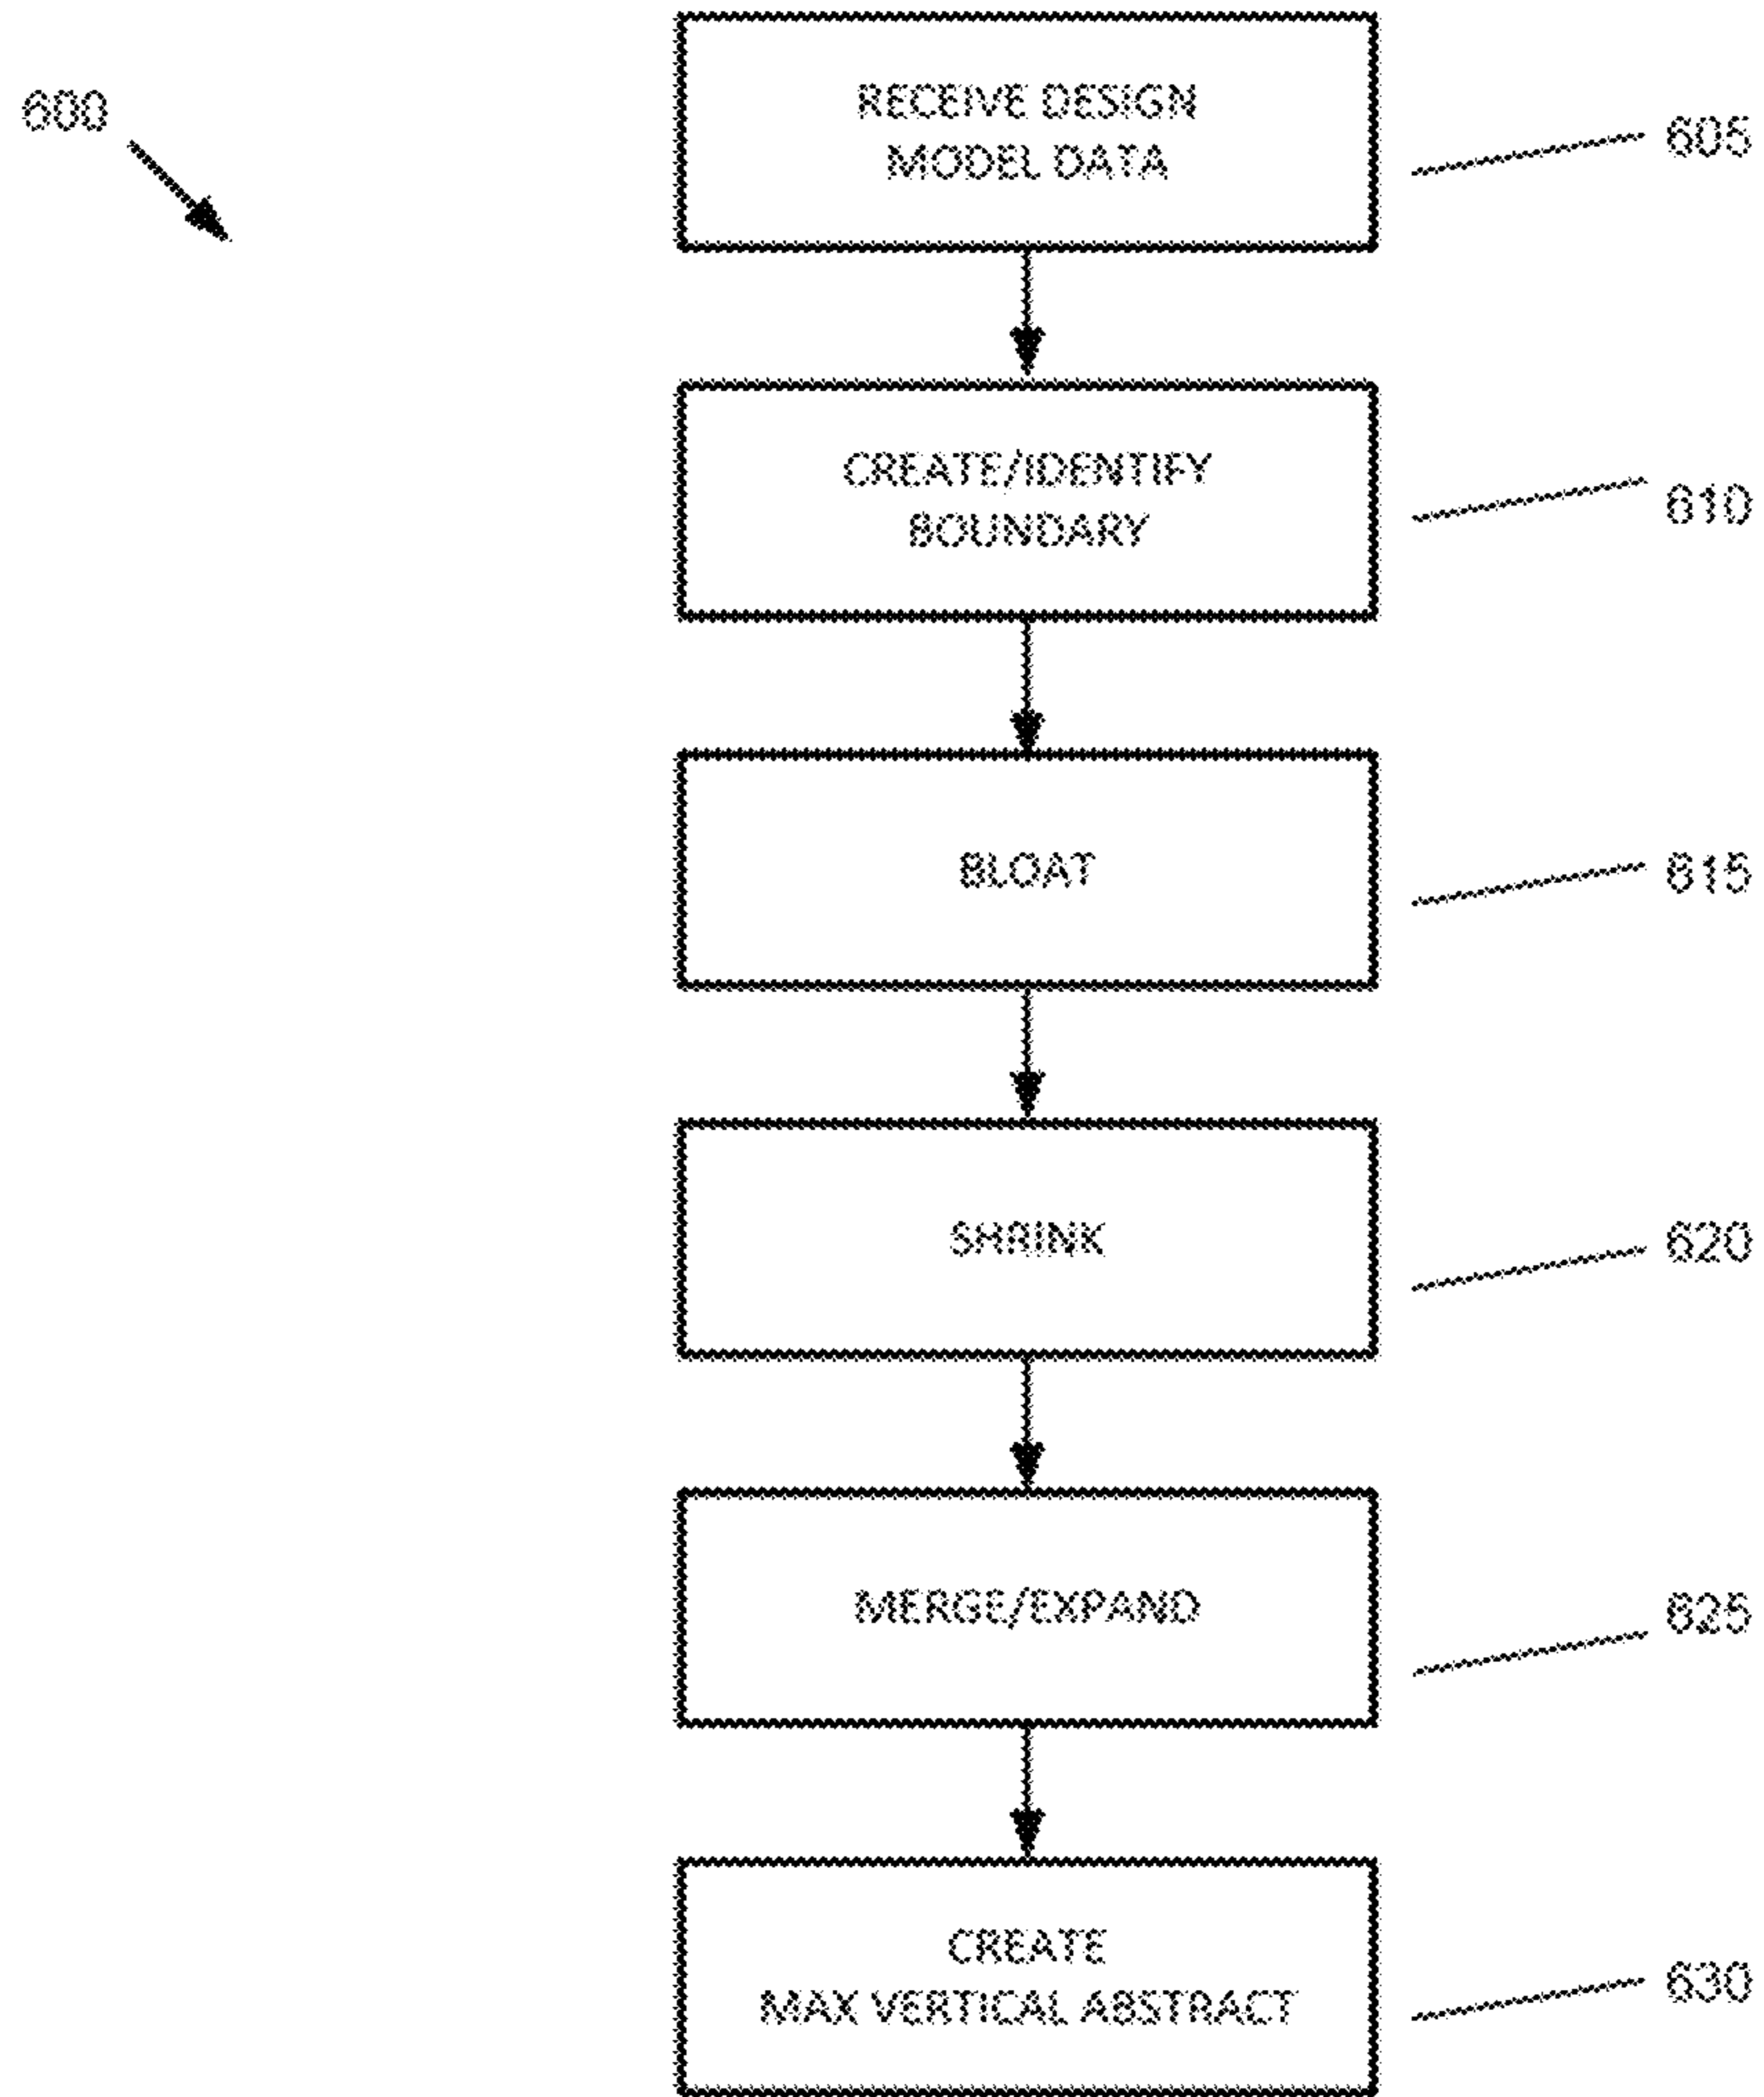 600
RECEIVE DESIGN
MODEL DATA
605
CREATE/IDENTIFY
BOUNDARY
610
BLOAT
615
SHRINK
620
MERGE/EXPAND
625
CREATE
MAX VERTICAL ABSTRACT
630